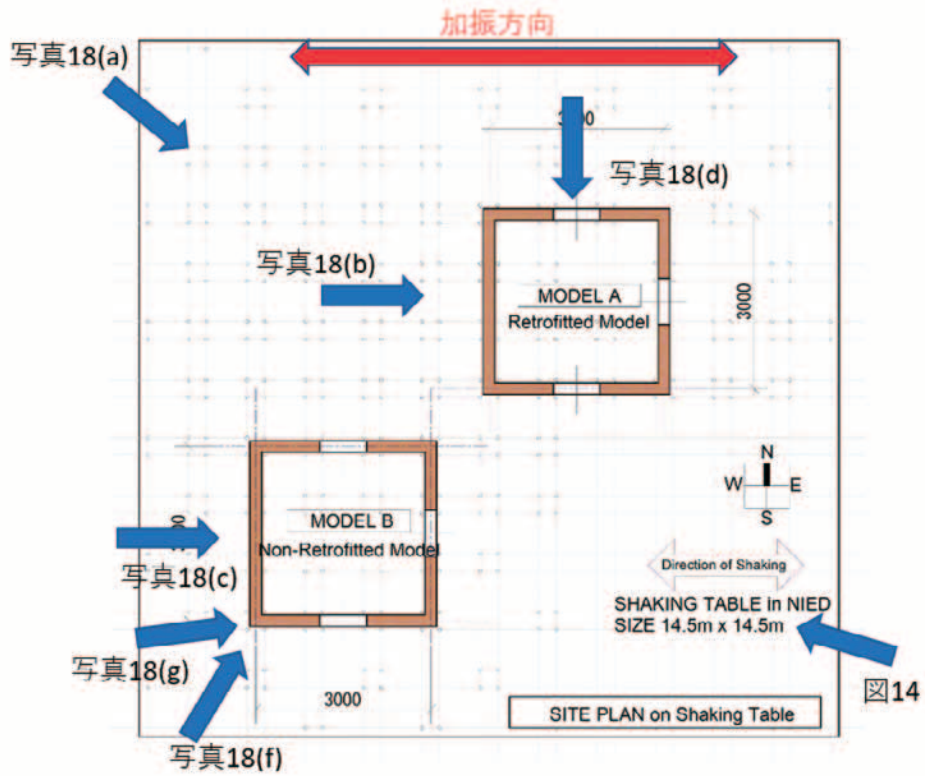 加振方向
写真18(a)
写真18(d)
写真18(b)
MODEL A
Retrofitted Model
3000
N
W E
S
MODEL B
Non-Retrofitted Model
写真18(c)
Direction of Shaking
SHAKING TABLE in NIED
SIZE 14.5m x 14.5m
写真18(g)
図14
3000
SITE PLAN on Shaking Table
写真18(f)